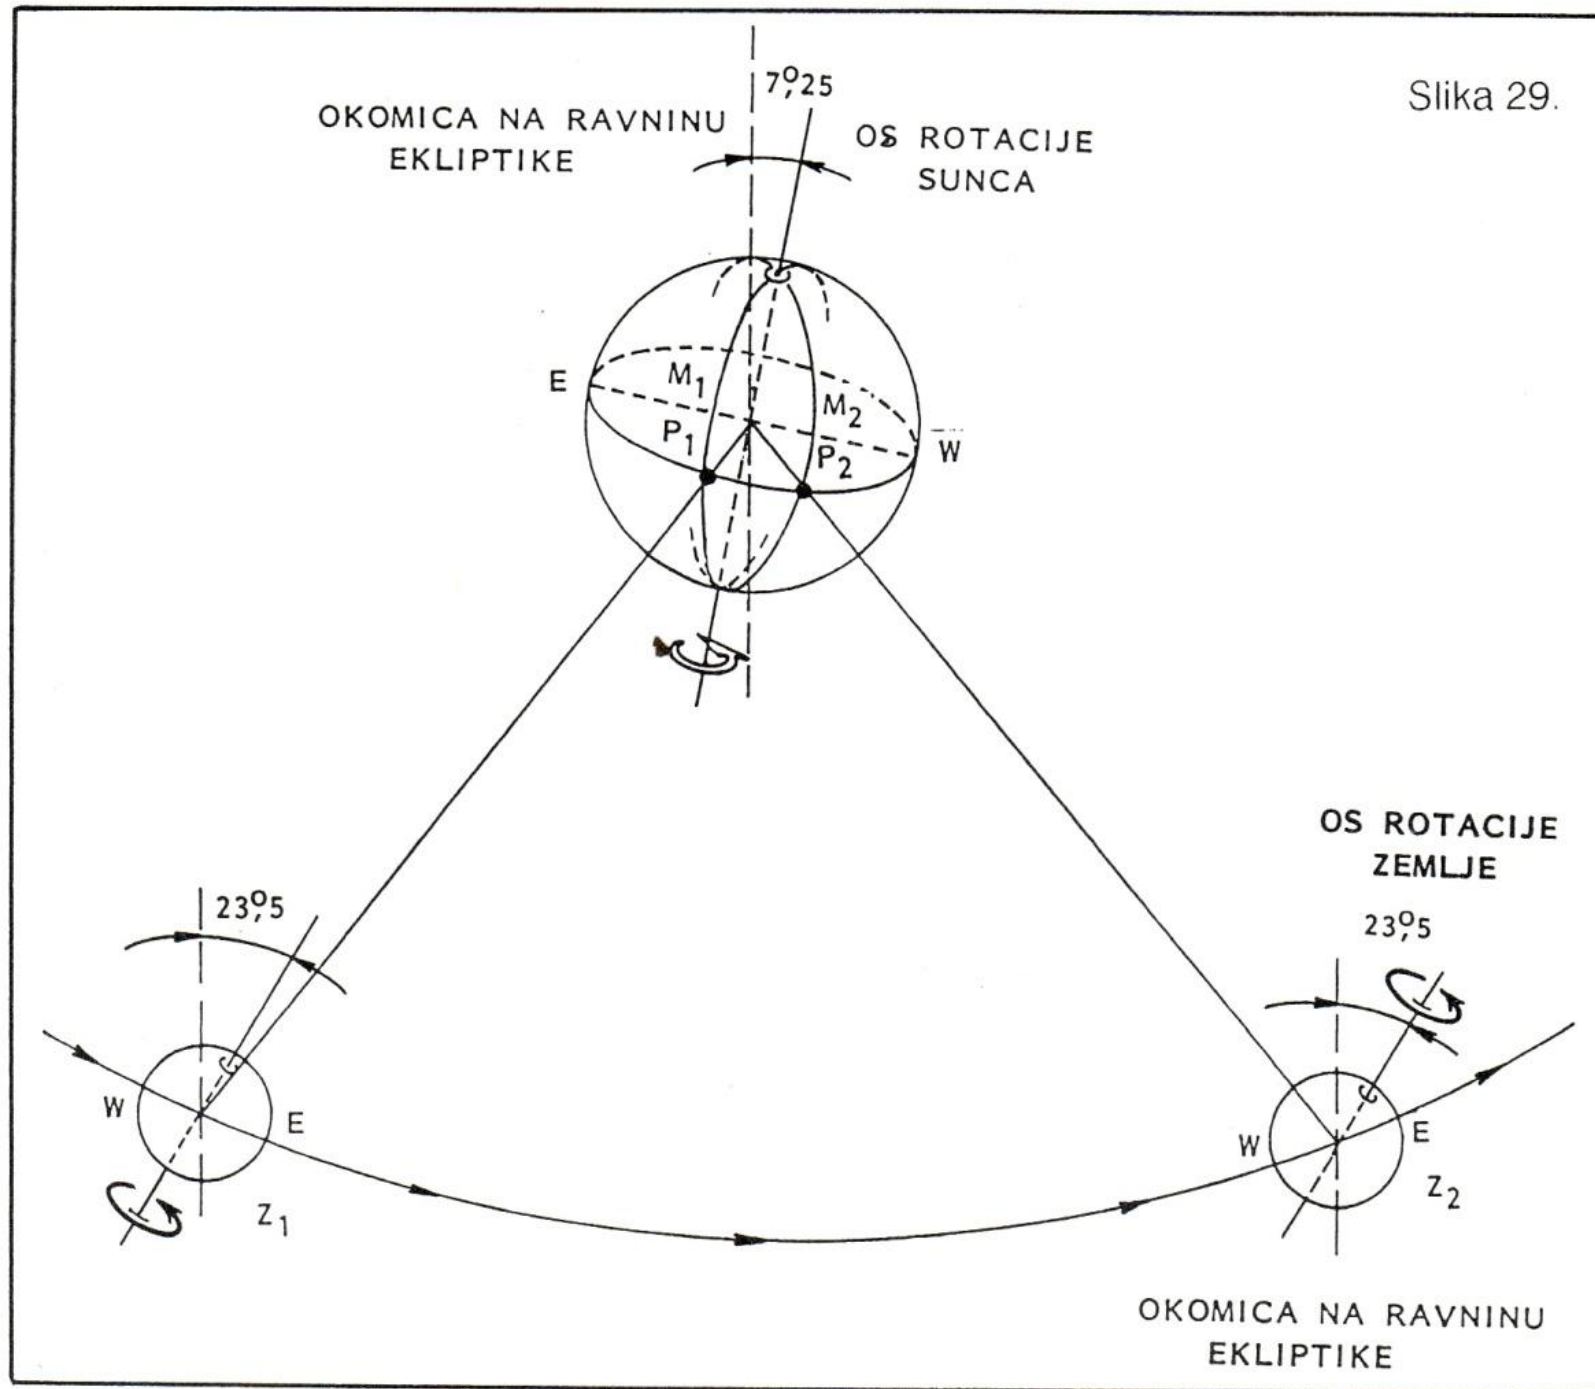 Slika 29.
7°,25
OKOMICA NA RAVNINU
EKLIPTIKE
OS ROTACIJE
SUNCA
E
M1
M2
P1
P2
W
OS ROTACIJE
ZEMLJE
23°,5
23°,5
W
E
Z1
W
E
Z2
OKOMICA NA RAVNINU
EKLIPTIKE